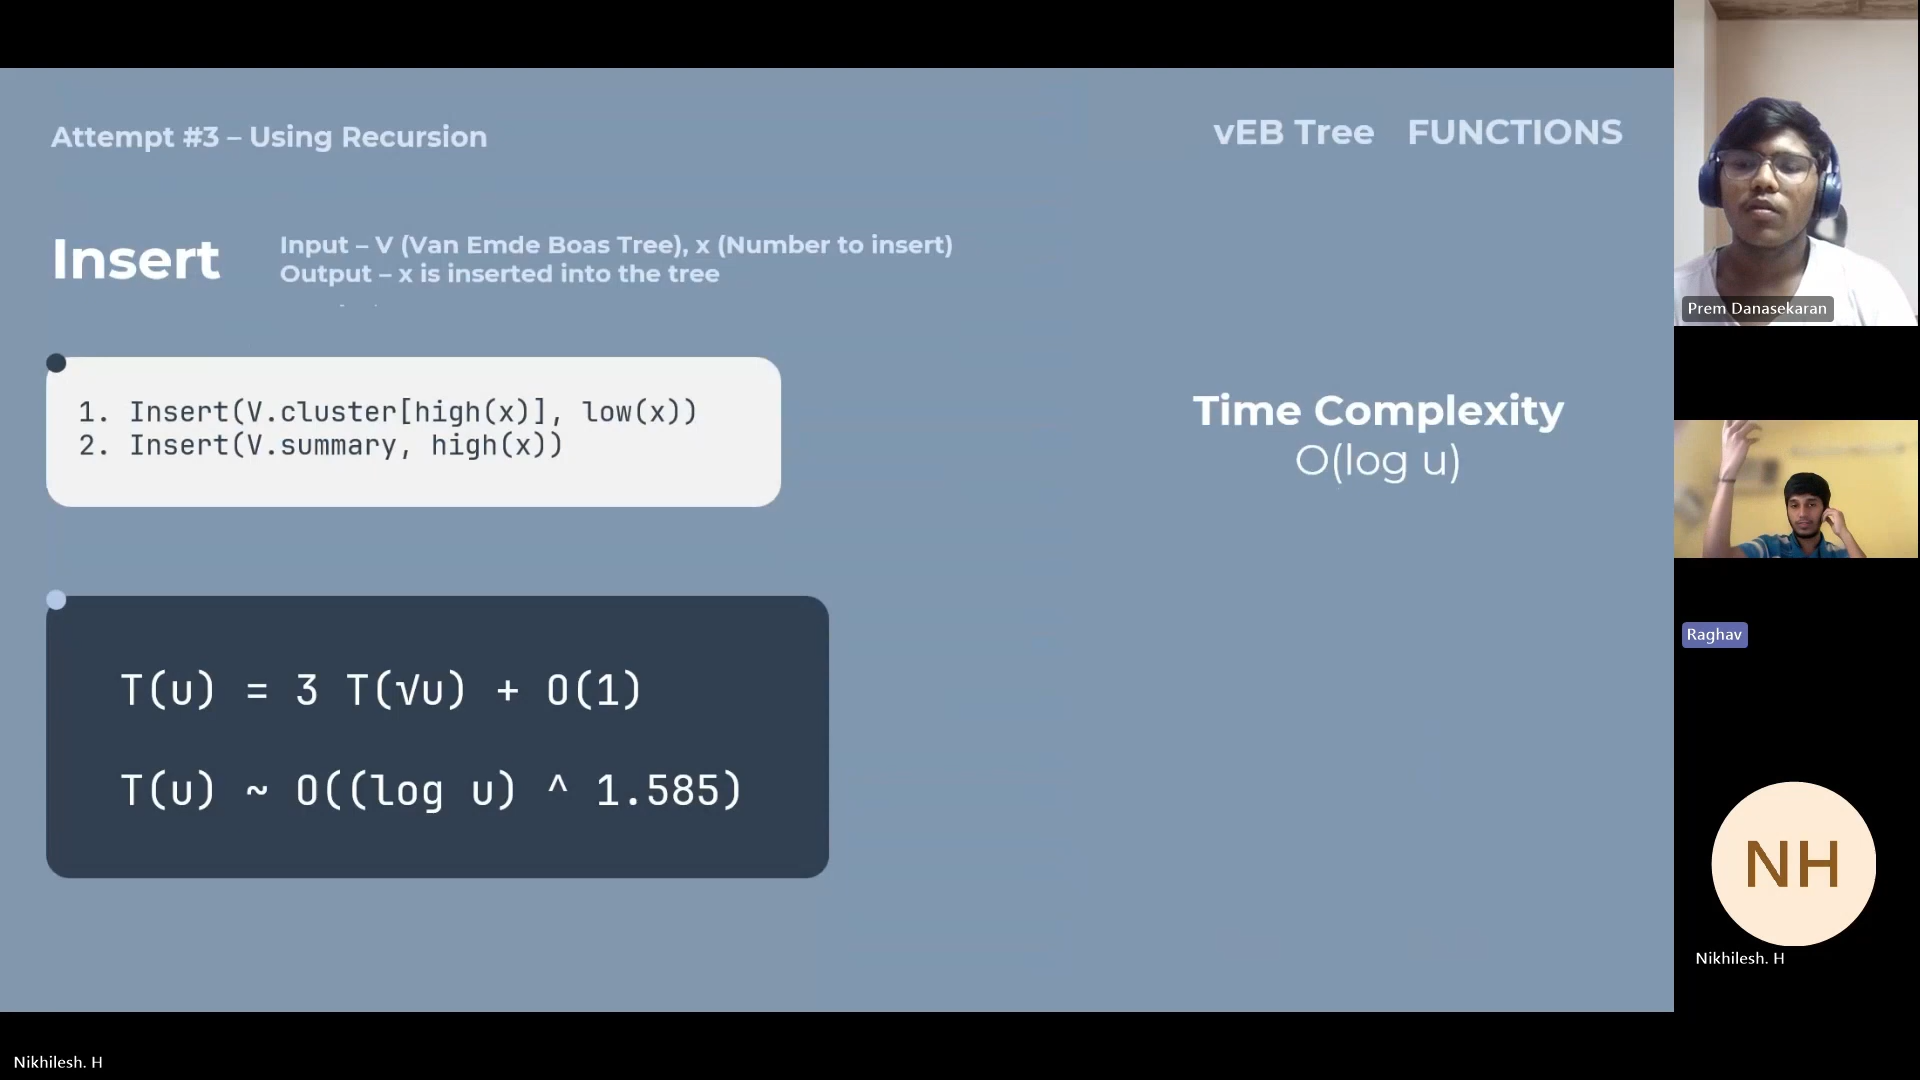 Attempt #3 – Using Recursion
vEB Tree FUNCTIONS
Insert
Input – V (Van Emde Boas Tree), x (Number to insert)
Output – x is inserted into the tree
1. Insert(V.cluster[high(x)], low(x))
2. Insert(V.summary, high(x))
Time Complexity
O(log u)
T(u) = 3 T(√u) + O(1)
T(u) ~ O((log u) ^ 1.585)
Prem Danasekaran
Raghav
NH
Nikhilesh. H
Nikhilesh. H